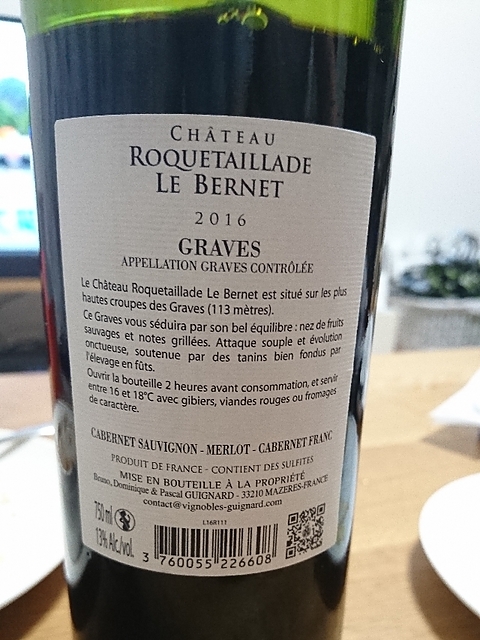 CHÂTEAU
ROQUETAILLADE
LE BERNET
2016
GRAVES
APPELLATION GRAVES CONTRÔLÉE
Le Château Roquetaillade Le Bernet est situé sur les plus
hautes croupes des Graves (113 mètres).
Ce Graves vous séduira par son bel équilibre : nez de fruits
sauvages et notes grillées. Attaque souple et évolution
onctueuse, soutenue par des tanins bien fondus par
l'élevage en fûts.
Ouvrir la bouteille 2 heures avant consommation, et servir
entre 16 et 18°C avec gibiers, viandes rouges ou fromages
de caractère.
CABERNET SAUVIGNON - MERLOT - CABERNET FRANC
PRODUIT DE FRANCE - CONTIENT DES SULFITES
MISE EN BOUTEILLE À LA PROPRIÉTÉ
Bruno, Dominique & Pascal GUIGNARD - 33210 MAZERES-FRANCE
contact@vignobles-guignard.com
L16R111
750 ml
13% Alc./vol.
3 760055 226608